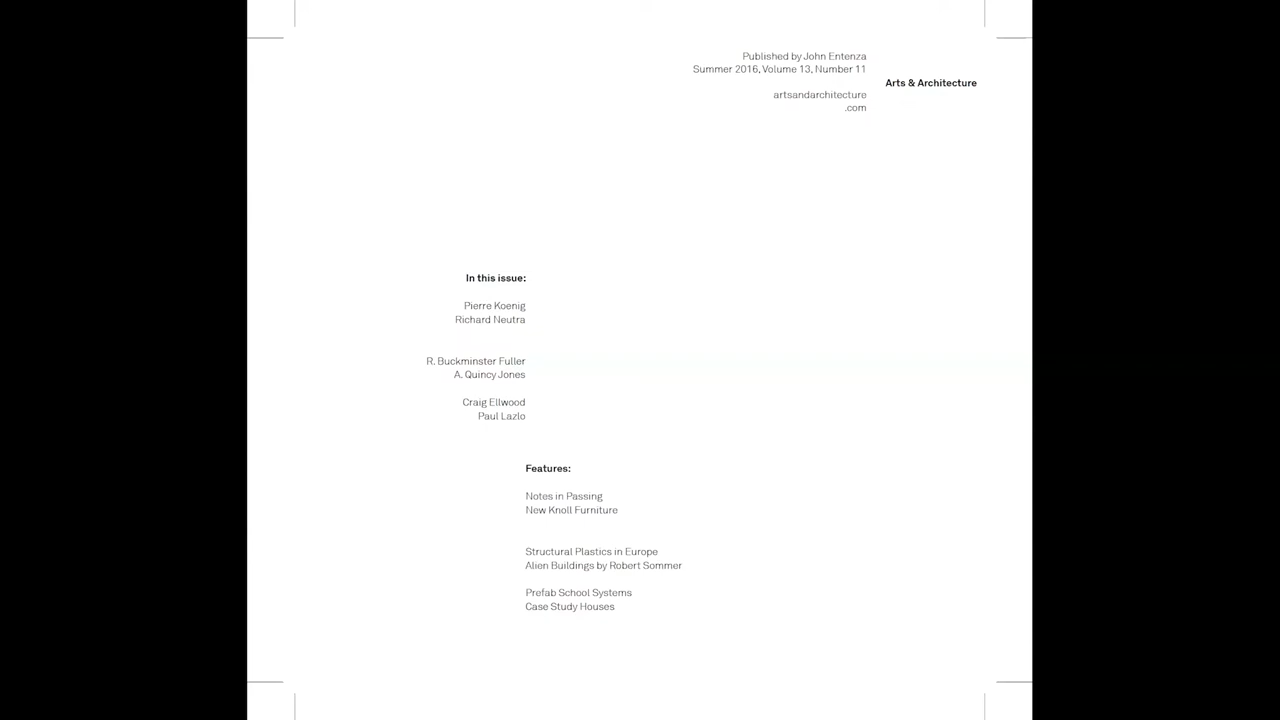 Published by John Entenza
Summer 2016, Volume 13, Number 11
Arts & Architecture
artsandarchitecture
.com
In this issue:
Pierre Koenig
Richard Neutra
R. Buckminster Fuller
A. Quincy Jones
Craig Ellwood
Paul Lazlo
Features:
Notes in Passing
New Knoll Furniture
Structural Plastics in Europe
Alien Buildings by Robert Sommer
Prefab School Systems
Case Study Houses